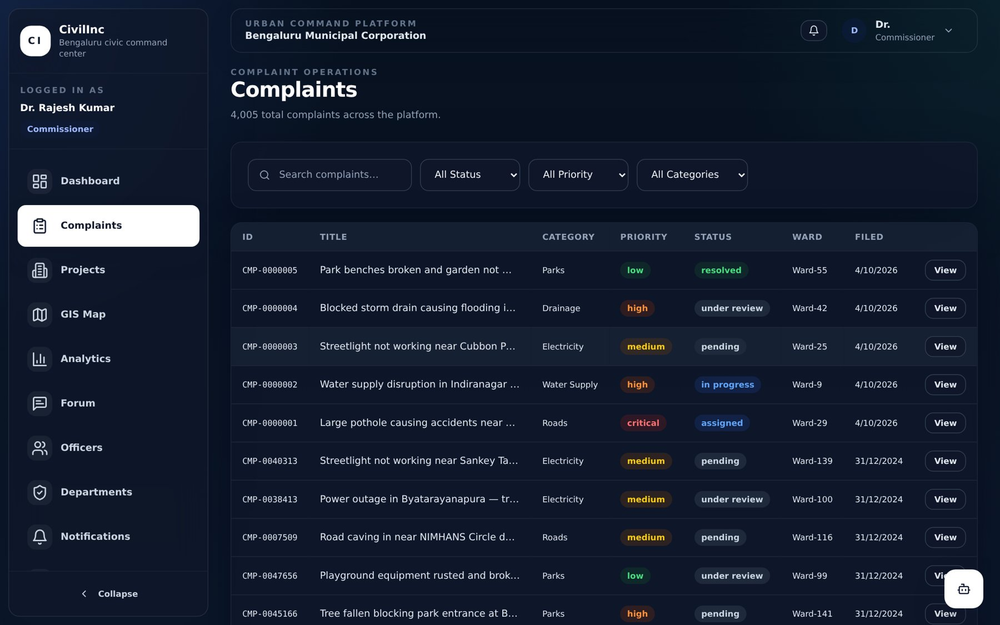 CI
CivilInc
Bengaluru civic command
center
LOGGED IN AS
Dr. Rajesh Kumar
Commissioner
Dashboard
Complaints
Projects
GIS Map
Analytics
Forum
Officers
Departments
Notifications
Collapse
URBAN COMMAND PLATFORM
Bengaluru Municipal Corporation
D
Dr.
Commissioner
COMPLAINT OPERATIONS
Complaints
4,005 total complaints across the platform.
Search complaints... All Status All Priority All Categories
ID TITLE CATEGORY PRIORITY STATUS WARD FILED
CMP-0000005 Park benches broken and garden not ... Parks low resolved Ward-55 4/10/2026 View
CMP-0000004 Blocked storm drain causing flooding i... Drainage high under review Ward-42 4/10/2026 View
CMP-0000003 Streetlight not working near Cubbon P... Electricity medium pending Ward-25 4/10/2026 View
CMP-0000002 Water supply disruption in Indiranagar ... Water Supply high in progress Ward-9 4/10/2026 View
CMP-0000001 Large pothole causing accidents near ... Roads critical assigned Ward-29 4/10/2026 View
CMP-0040313 Streetlight not working near Sankey Ta... Electricity medium pending Ward-139 31/12/2024 View
CMP-0038413 Power outage in Byatarayanapura — tr... Electricity medium under review Ward-100 31/12/2024 View
CMP-0007509 Road caving in near NIMHANS Circle d... Roads medium pending Ward-116 31/12/2024 View
CMP-0047656 Playground equipment rusted and brok... Parks low under review Ward-99 31/12/2024
CMP-0045166 Tree fallen blocking park entrance at B... Parks high pending Ward-141 31/12/2024 View